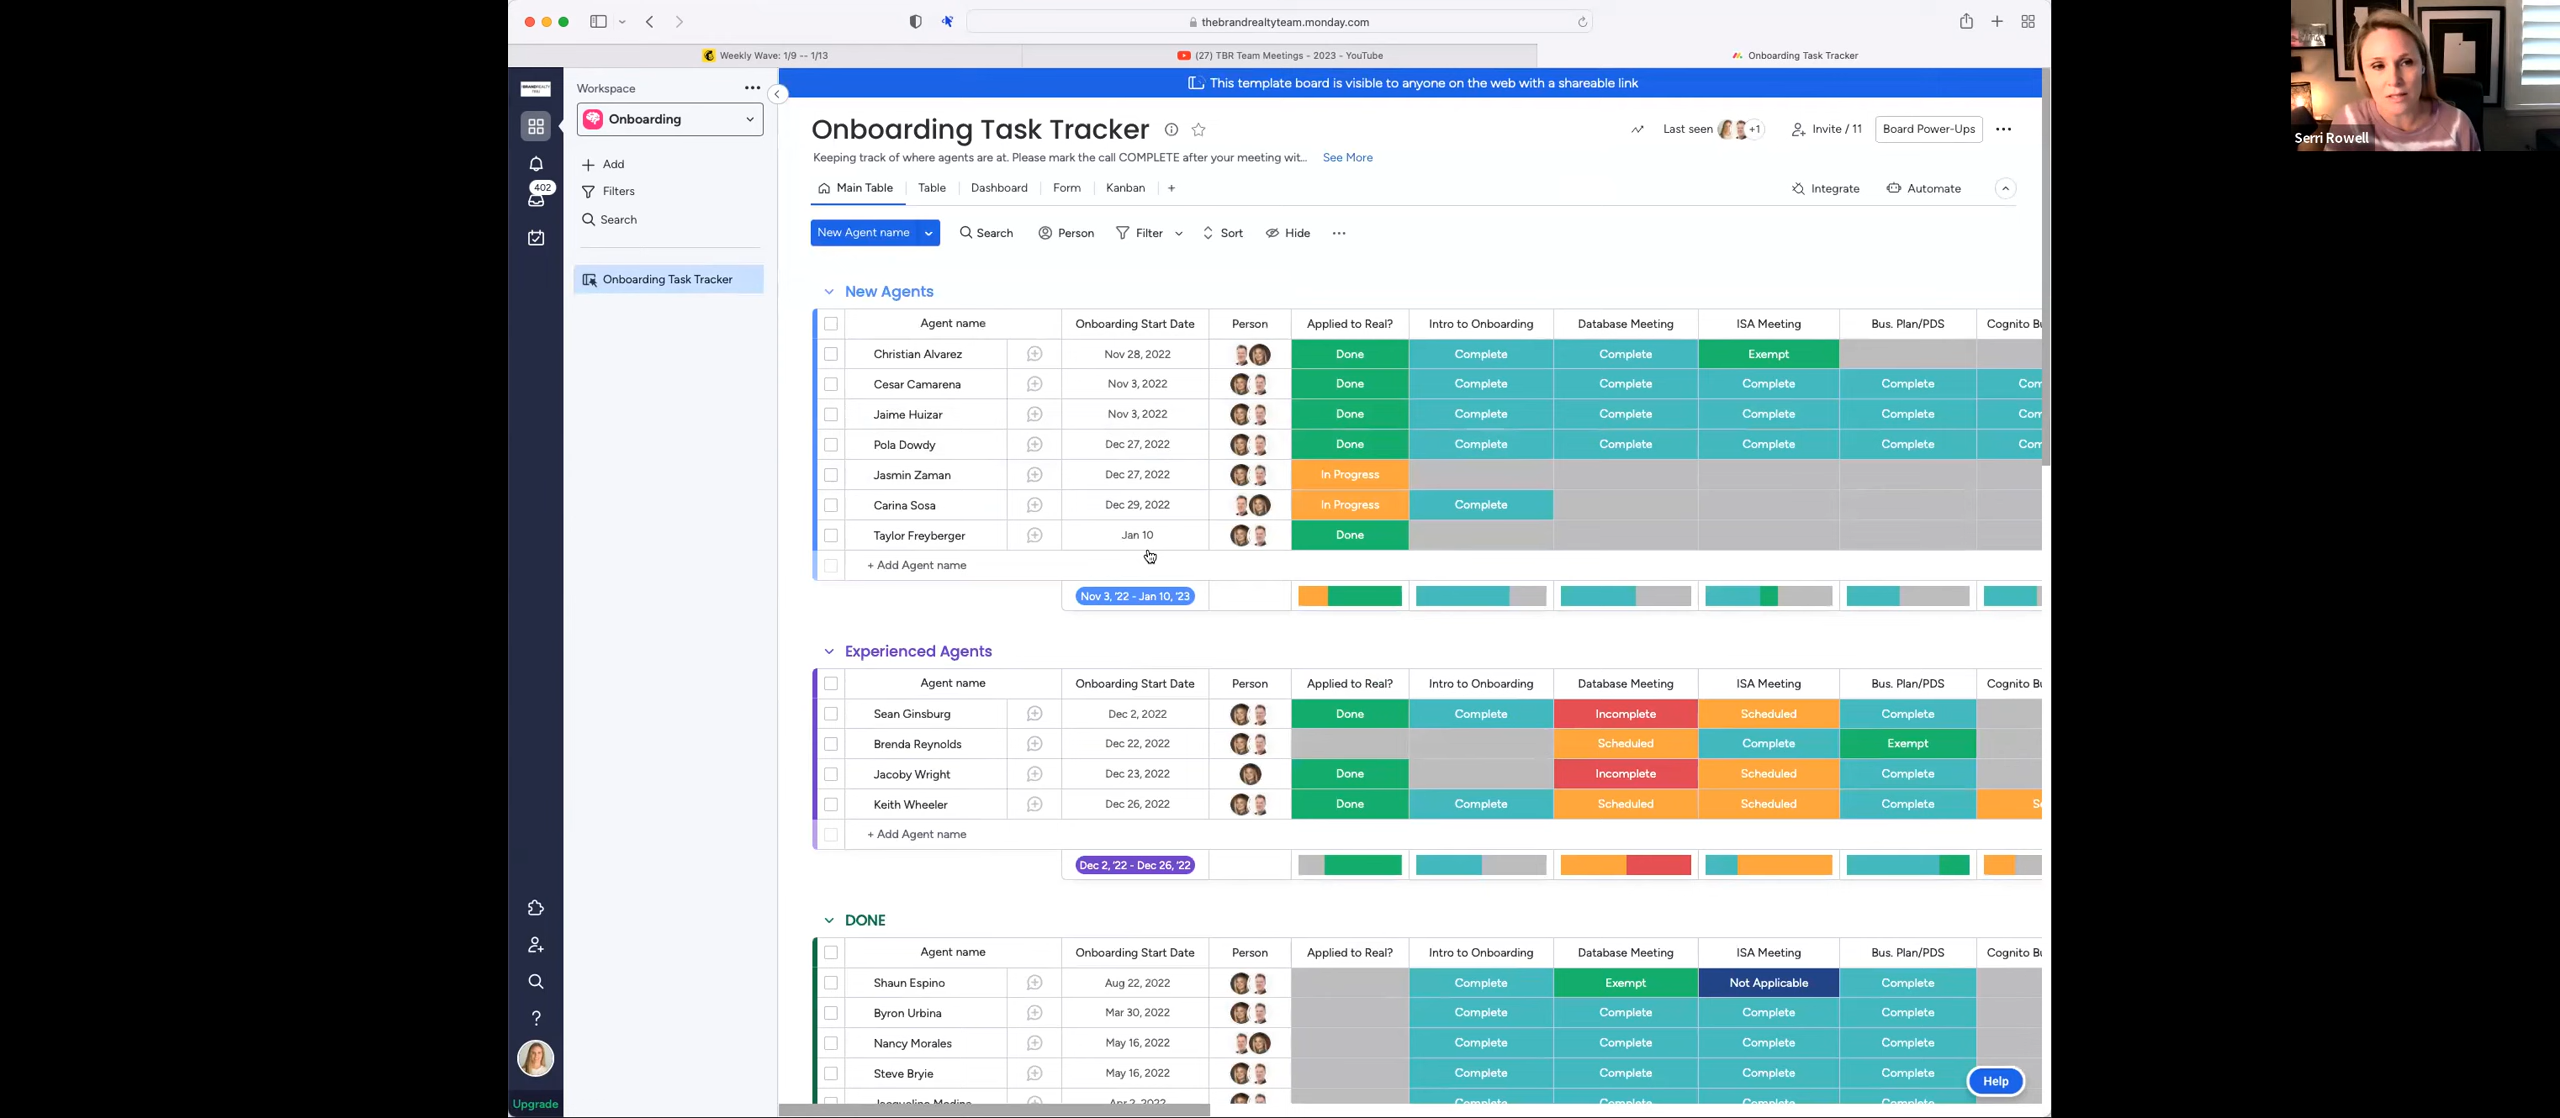 thebrandrealtyteam.monday.com
Weekly Wave: 1/9 -- 1/13
(27) TBR Team Meetings - 2023 - YouTube
Onboarding Task Tracker
Serri Rowell
Workspace
Onboarding
Add
Filters
Search
Onboarding Task Tracker
402
Upgrade
This template board is visible to anyone on the web with a shareable link
Onboarding Task Tracker
Last seen +1 Invite / 11 Board Power-Ups
Keeping track of where agents are at. Please mark the call COMPLETE after your meeting wit... See More
Main Table Table Dashboard Form Kanban + Integrate Automate
New Agent name Search Person Filter Sort Hide
New Agents
Agent name Onboarding Start Date Person Applied to Real? Intro to Onboarding Database Meeting ISA Meeting Bus. Plan/PDS Cognito Bu
Christian Alvarez Nov 28, 2022 Done Complete Complete Exempt
Cesar Camarena Nov 3, 2022 Done Complete Complete Complete Complete Com
Jaime Huizar Nov 3, 2022 Done Complete Complete Complete Complete Com
Pola Dowdy Dec 27, 2022 Done Complete Complete Complete Complete Com
Jasmin Zaman Dec 27, 2022 In Progress
Carina Sosa Dec 29, 2022 In Progress Complete
Taylor Freyberger Jan 10 Done
+ Add Agent name
Nov 3, '22 - Jan 10, '23
Experienced Agents
Agent name Onboarding Start Date Person Applied to Real? Intro to Onboarding Database Meeting ISA Meeting Bus. Plan/PDS Cognito Bu
Sean Ginsburg Dec 2, 2022 Done Complete Incomplete Scheduled Complete
Brenda Reynolds Dec 22, 2022 Scheduled Complete Exempt
Jacoby Wright Dec 23, 2022 Done Incomplete Scheduled Complete
Keith Wheeler Dec 26, 2022 Done Complete Scheduled Scheduled Complete S
+ Add Agent name
Dec 2, '22 - Dec 26, '22
DONE
Agent name Onboarding Start Date Person Applied to Real? Intro to Onboarding Database Meeting ISA Meeting Bus. Plan/PDS Cognito Bu
Shaun Espino Aug 22, 2022 Complete Exempt Not Applicable Complete
Byron Urbina Mar 30, 2022 Complete Complete Complete Complete
Nancy Morales May 16, 2022 Complete Complete Complete Complete
Steve Bryie May 16, 2022 Complete Complete Complete Complete
Help